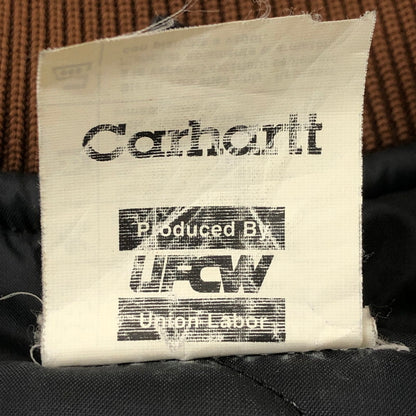 Carhartt
Produced By
UFCW
Union Labor